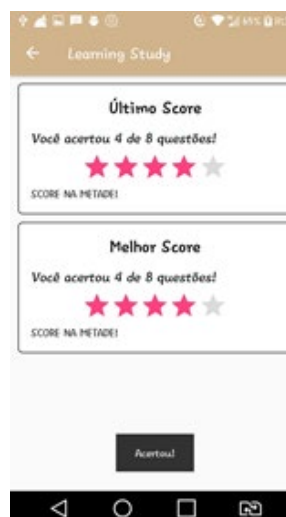 Learning Study
Último Score
Você acertou 4 de 8 questões!
SCORE NA METADE!
Melhor Score
Você acertou 4 de 8 questões!
SCORE NA METADE!
Acertou!